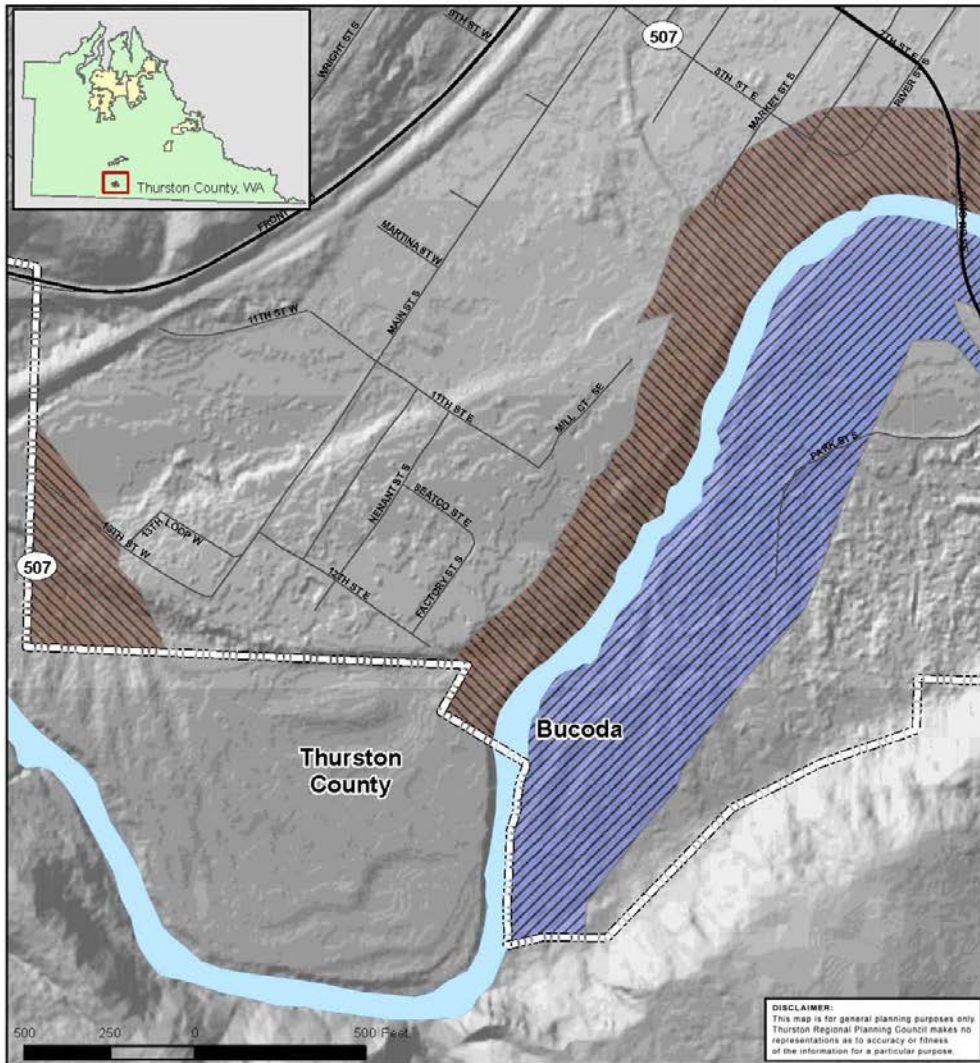 9TH ST W
WRIGHT ST S
507
7TH ST E
RIVER ST S
MARKET ST S
Thurston County, WA
FRONT
MARTINA ST W
MAIN ST S
11TH ST W
11TH ST E
MILL CT SE
PARK ST S
NENANT ST S
SEATCO ST E
13TH LOOP W
ST W
507
12TH ST E
FACTORY ST S
Bucoda
Thurston
County
500 250 0 500 Feet
DISCLAIMER:
This map is for general planning purposes only.
Thurston Regional Planning Council makes no
representations as to accuracy or fitness
of the information for a particular purpose.